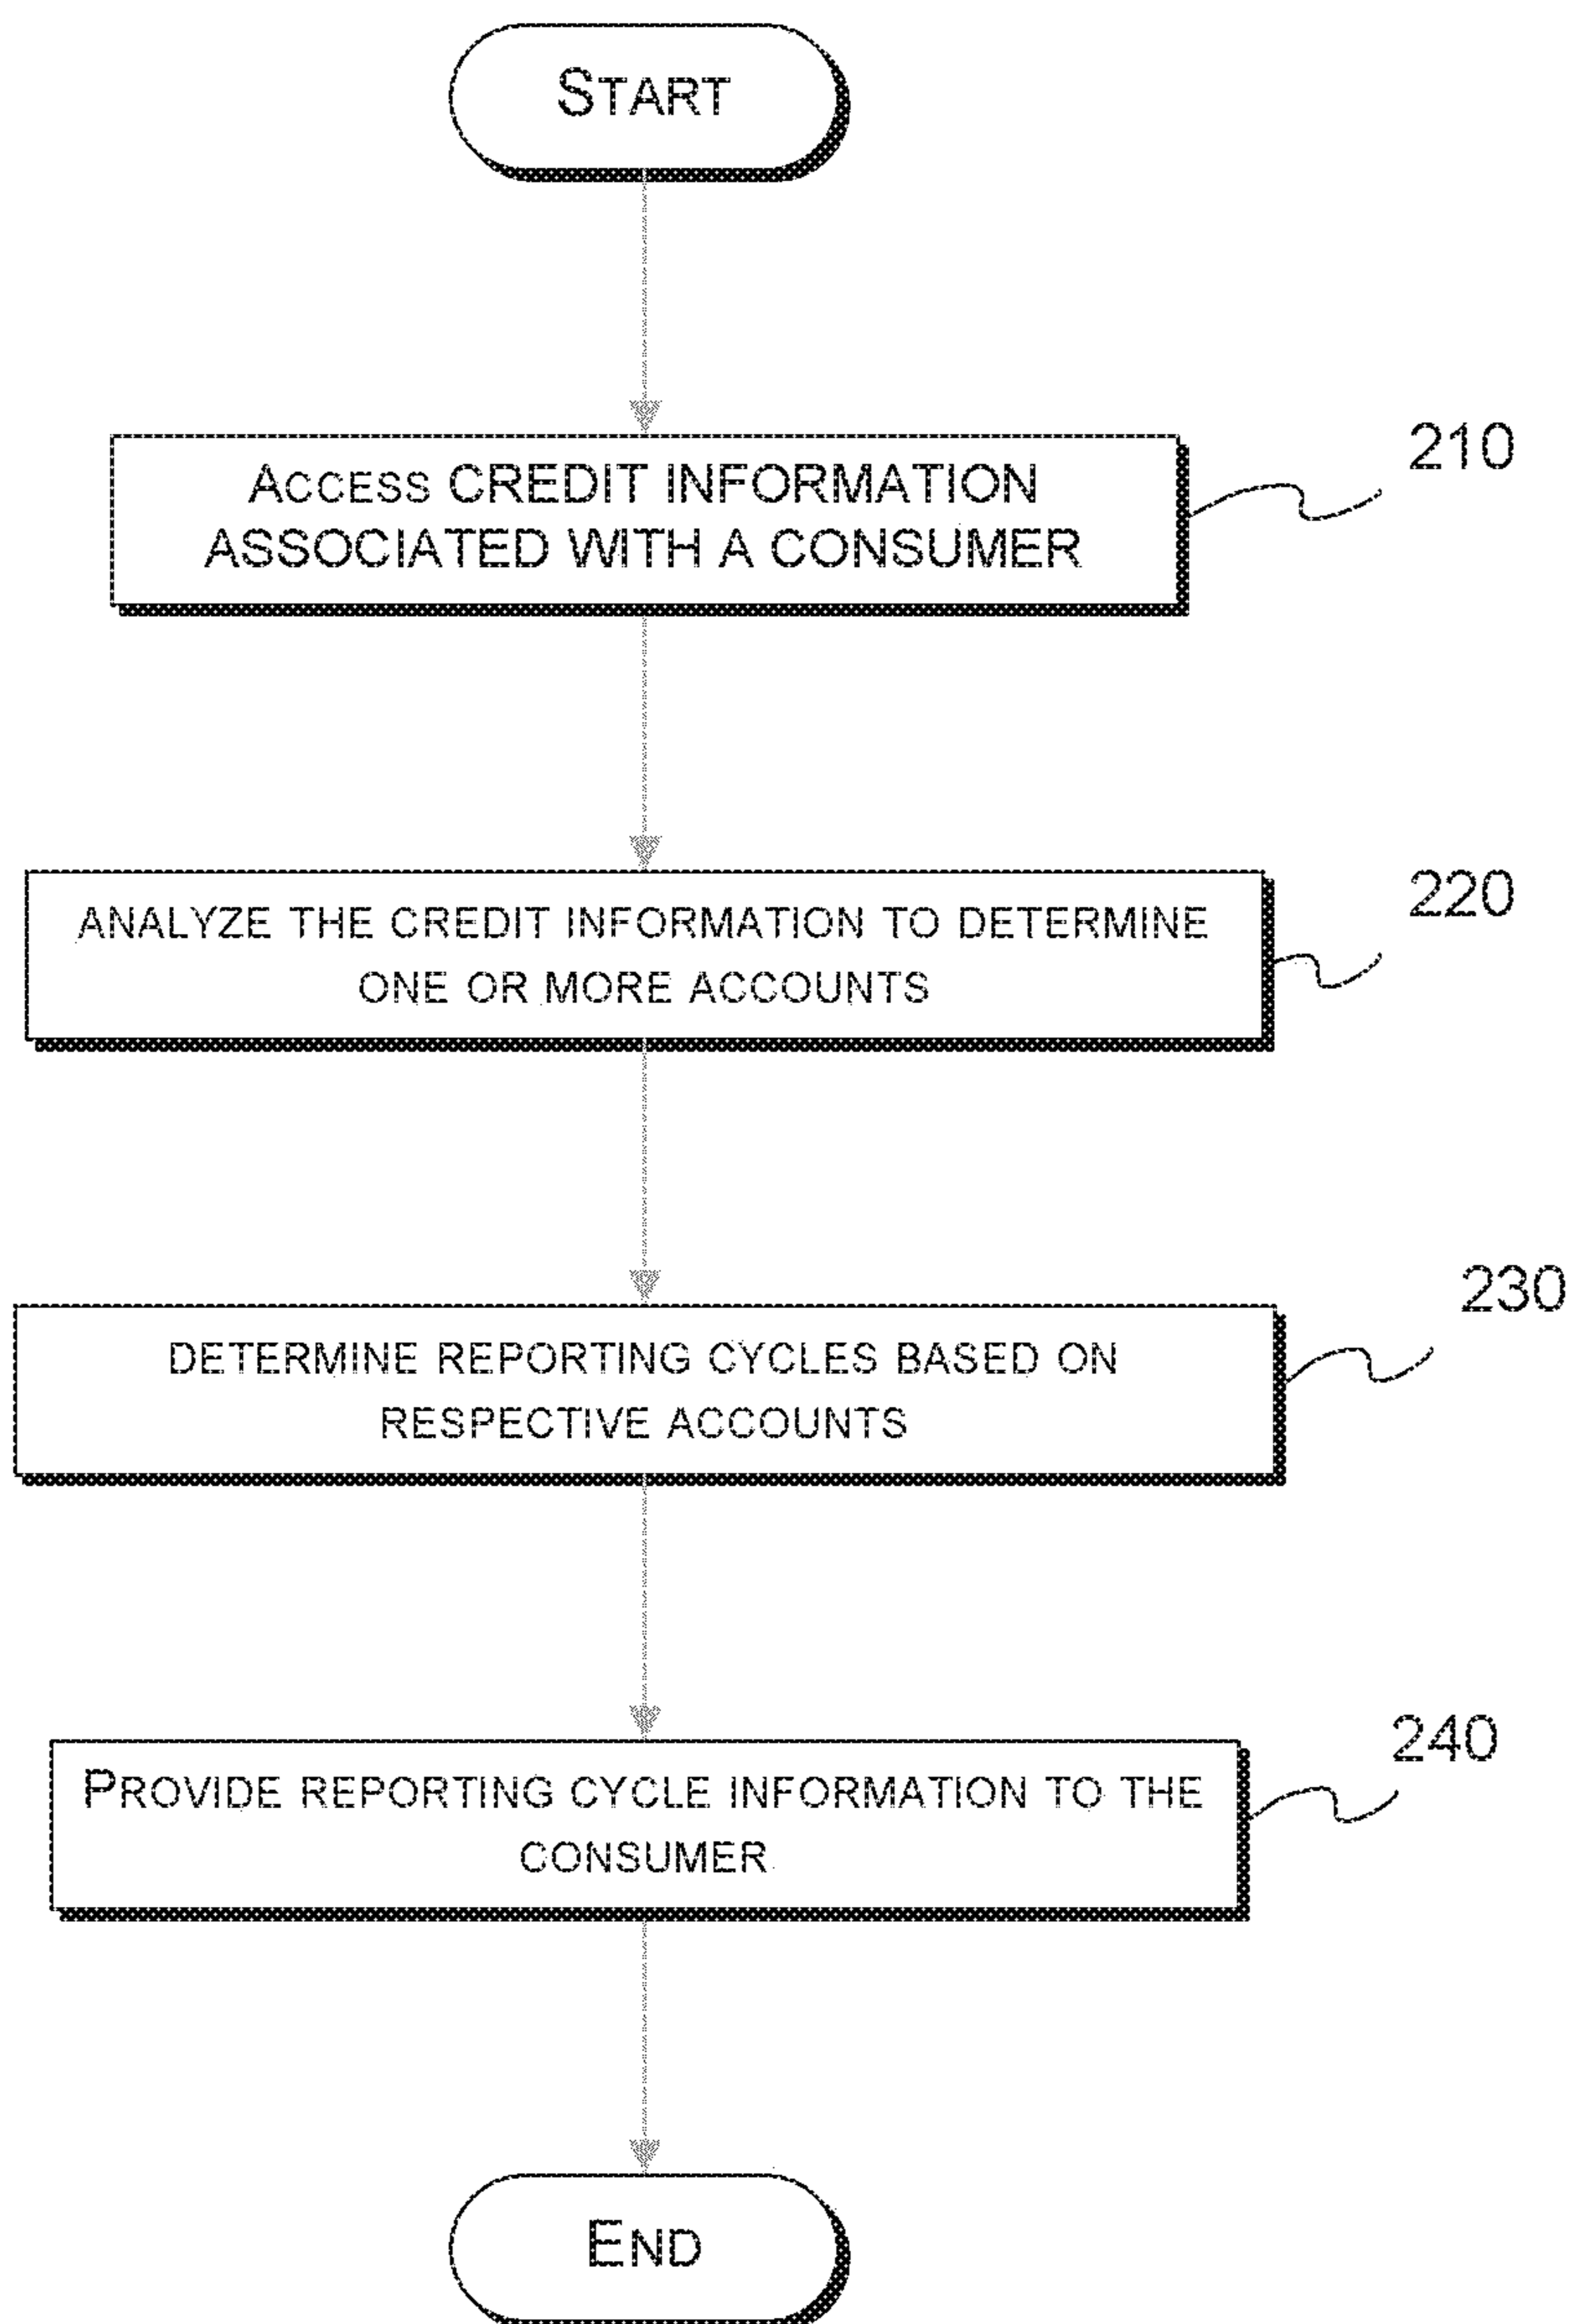 START
210
ACCESS CREDIT INFORMATION
ASSOCIATED WITH A CONSUMER
220
ANALYZE THE CREDIT INFORMATION TO DETERMINE
ONE OR MORE ACCOUNTS
230
DETERMINE REPORTING CYCLES BASED ON
RESPECTIVE ACCOUNTS
240
PROVIDE REPORTING CYCLE INFORMATION TO THE
CONSUMER
END